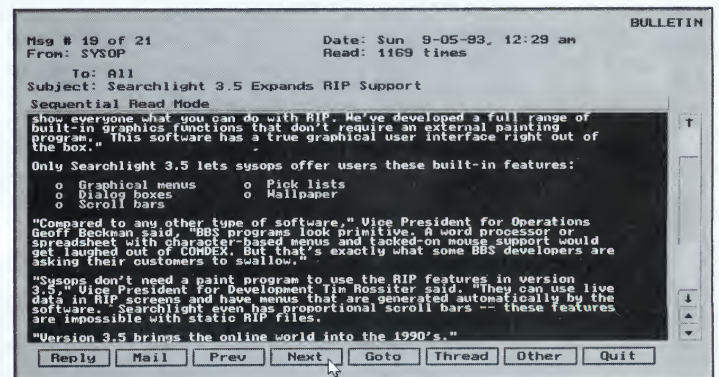 BULLETIN
Msg # 19 of 21 Date: Sun 9-05-93, 12:29 am
From: SYSOP Read: 1169 times
To: All
Subject: Searchlight 3.5 Expands RIP Support
Sequential Read Mode
show everyone what you can do with RIP. We've developed a full range of
built-in graphics functions that don't require an external painting
program. This software has a true graphical user interface right out of
the box."
Only Searchlight 3.5 lets sysops offer users these built-in features:
o Graphical menus o Pick lists
o Dialog boxes o Wallpaper
o Scroll bars
"Compared to any other type of software," Vice President for Operations
Geoff Beckman said, "BBS programs look primitive. A word processor or
spreadsheet with character-based menus and tacked-on mouse support would
get laughed out of COMDEX. But that's exactly what some BBS developers are
asking their customers to swallow."
"Sysops don't need a paint program to use the RIP features in version
3.5," Vice President for Development Tim Rossiter said. "They can use live
data in RIP screens and have menus that are generated automatically by the
software. Searchlight even has proportional scroll bars -- these features
are impossible with static RIP files.
"Version 3.5 brings the online world into the 1990's."
Reply Mail Prev Next Goto Thread Other Quit